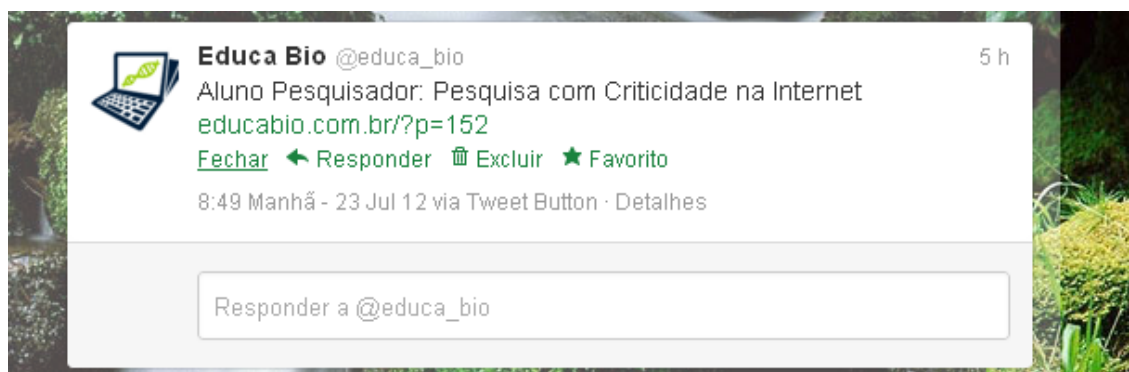 Educa Bio @educa_bio 5 h
Aluno Pesquisador: Pesquisa com Criticidade na Internet
educabio.com.br/?p=152
Fechar Responder Excluir Favorito
8:49 Manhã - 23 Jul 12 via Tweet Button · Detalhes
Responder a @educa_bio